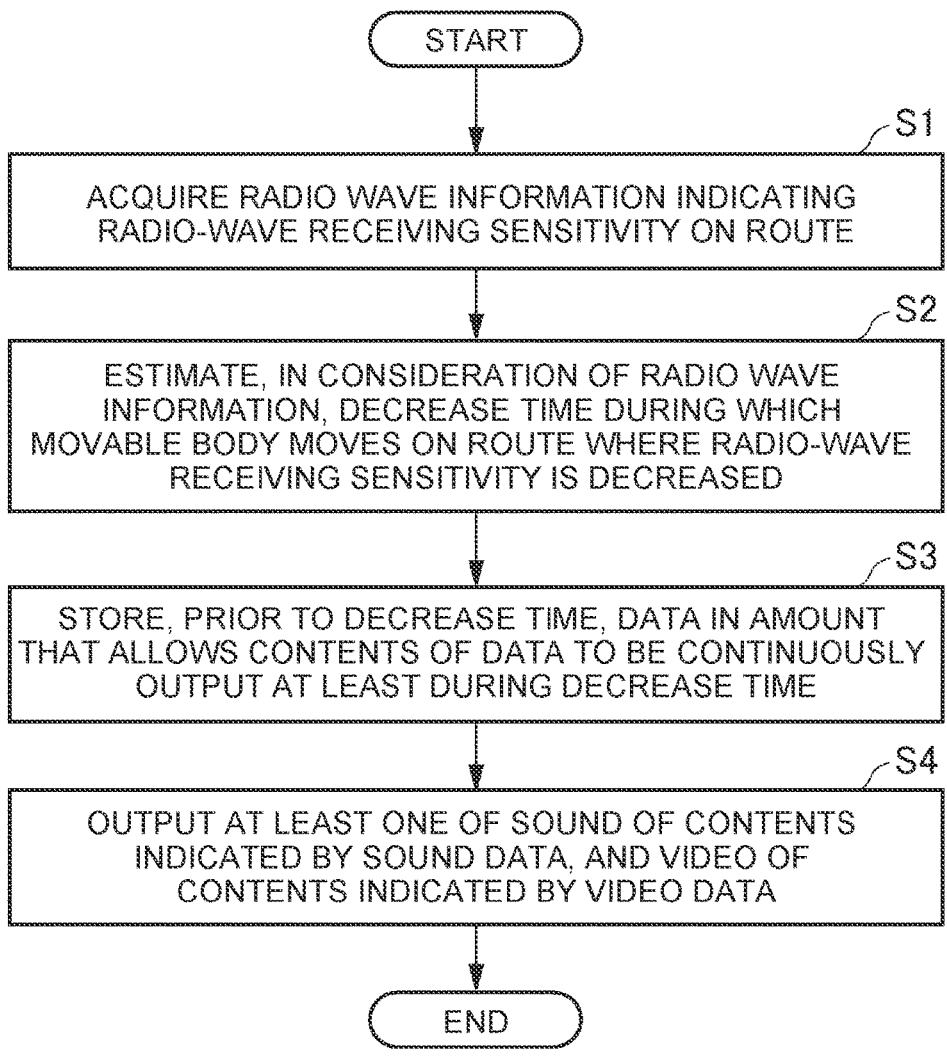 START
S1
ACQUIRE RADIO WAVE INFORMATION INDICATING
RADIO-WAVE RECEIVING SENSITIVITY ON ROUTE
S2
ESTIMATE, IN CONSIDERATION OF RADIO WAVE
INFORMATION, DECREASE TIME DURING WHICH
MOVABLE BODY MOVES ON ROUTE WHERE RADIO-WAVE
RECEIVING SENSITIVITY IS DECREASED
S3
STORE, PRIOR TO DECREASE TIME, DATA IN AMOUNT
THAT ALLOWS CONTENTS OF DATA TO BE CONTINUOUSLY
OUTPUT AT LEAST DURING DECREASE TIME
S4
OUTPUT AT LEAST ONE OF SOUND OF CONTENTS
INDICATED BY SOUND DATA, AND VIDEO OF
CONTENTS INDICATED BY VIDEO DATA
END